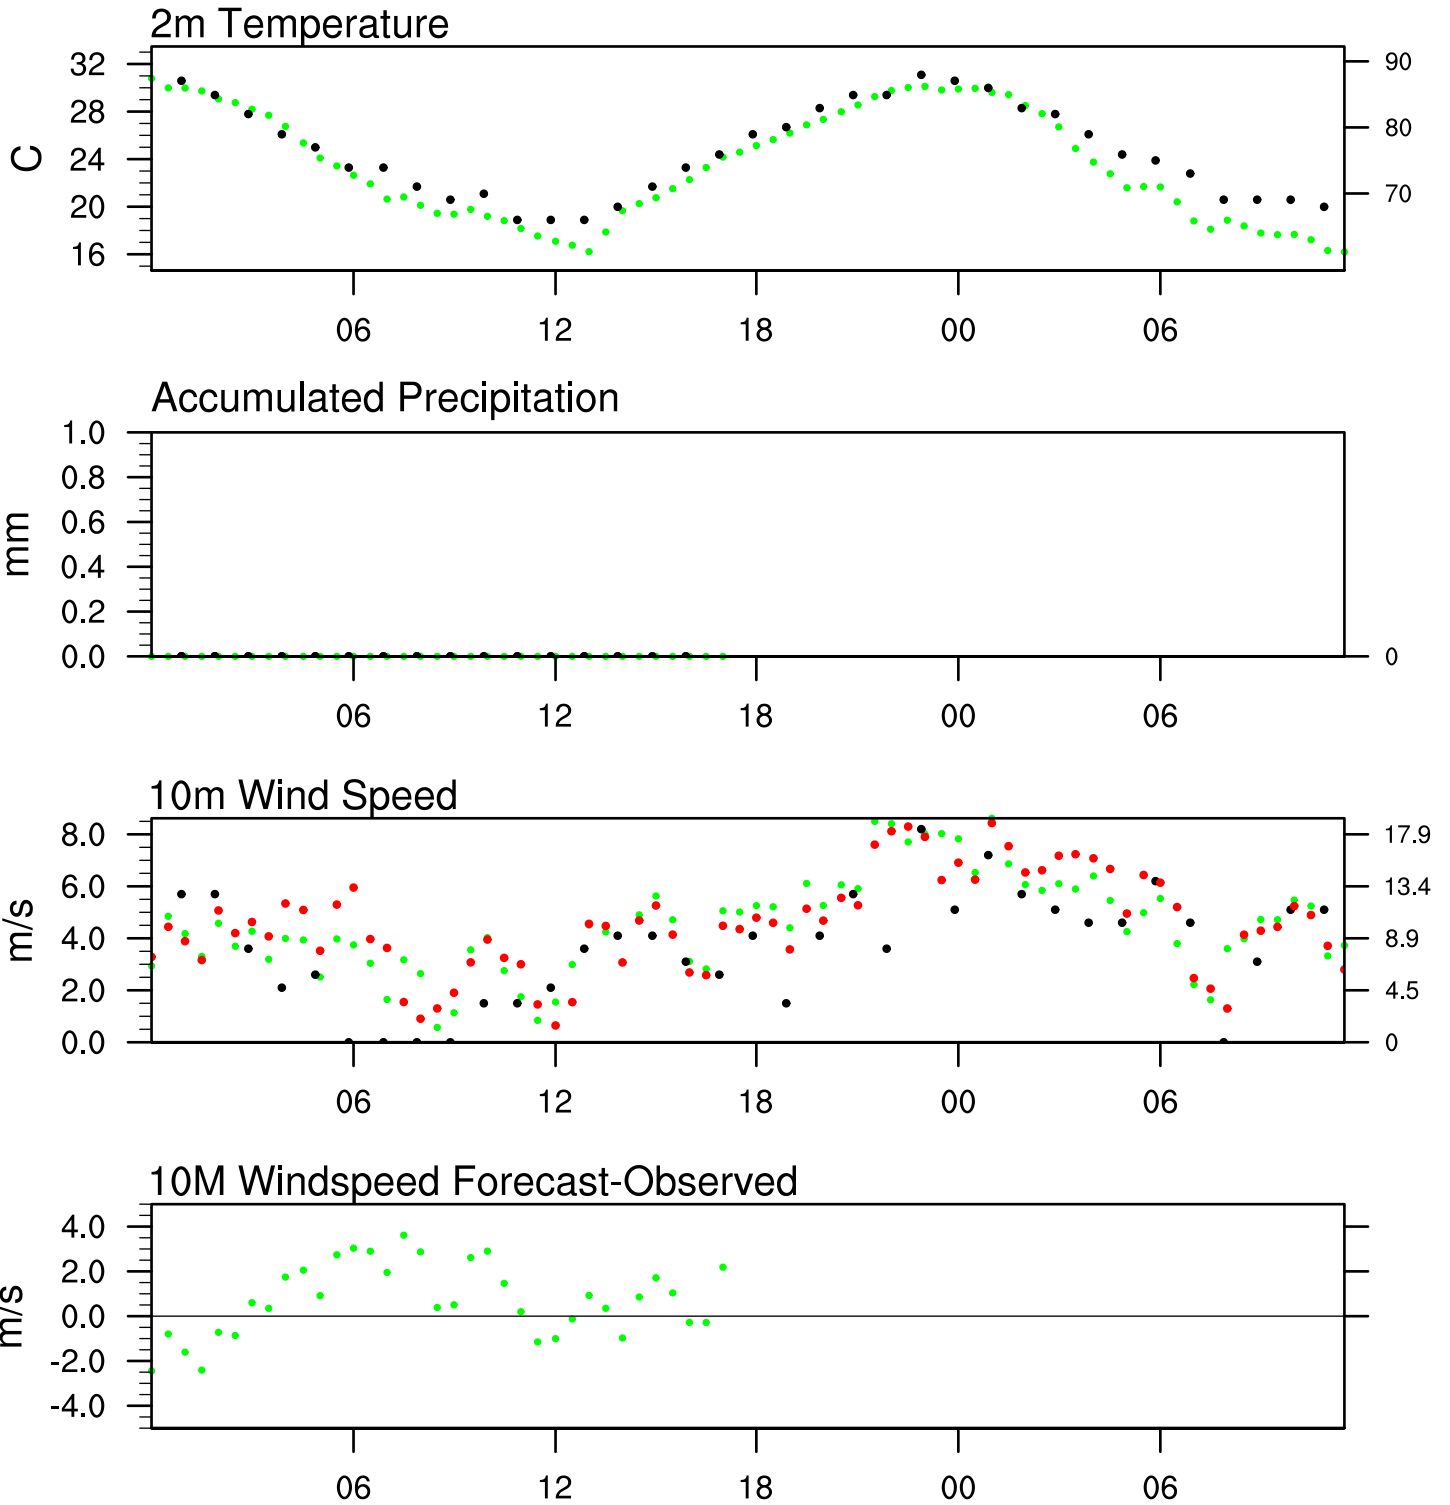 2m Temperature
32
28
24
20
16
C
90
80
70
06 12 18 00 06
Accumulated Precipitation
1.0
0.8
0.6
0.4
0.2
0.0
mm
0
06 12 18 00 06
10m Wind Speed
8.0
6.0
4.0
2.0
0.0
m/s
17.9
13.4
8.9
4.5
0
06 12 18 00 06
10M Windspeed Forecast-Observed
4.0
2.0
0.0
-2.0
-4.0
m/s
06 12 18 00 06